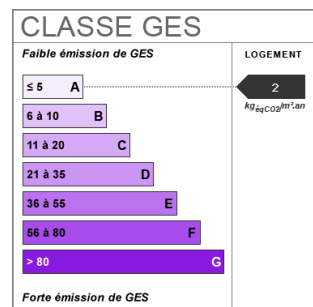 CLASSE GES
Faible émission de GES
LOGEMENT
≤ 5 A
2
kgéqCO2/m².an
6 à 10 B
11 à 20 C
21 à 35 D
36 à 55 E
56 à 80 F
> 80 G
Forte émission de GES